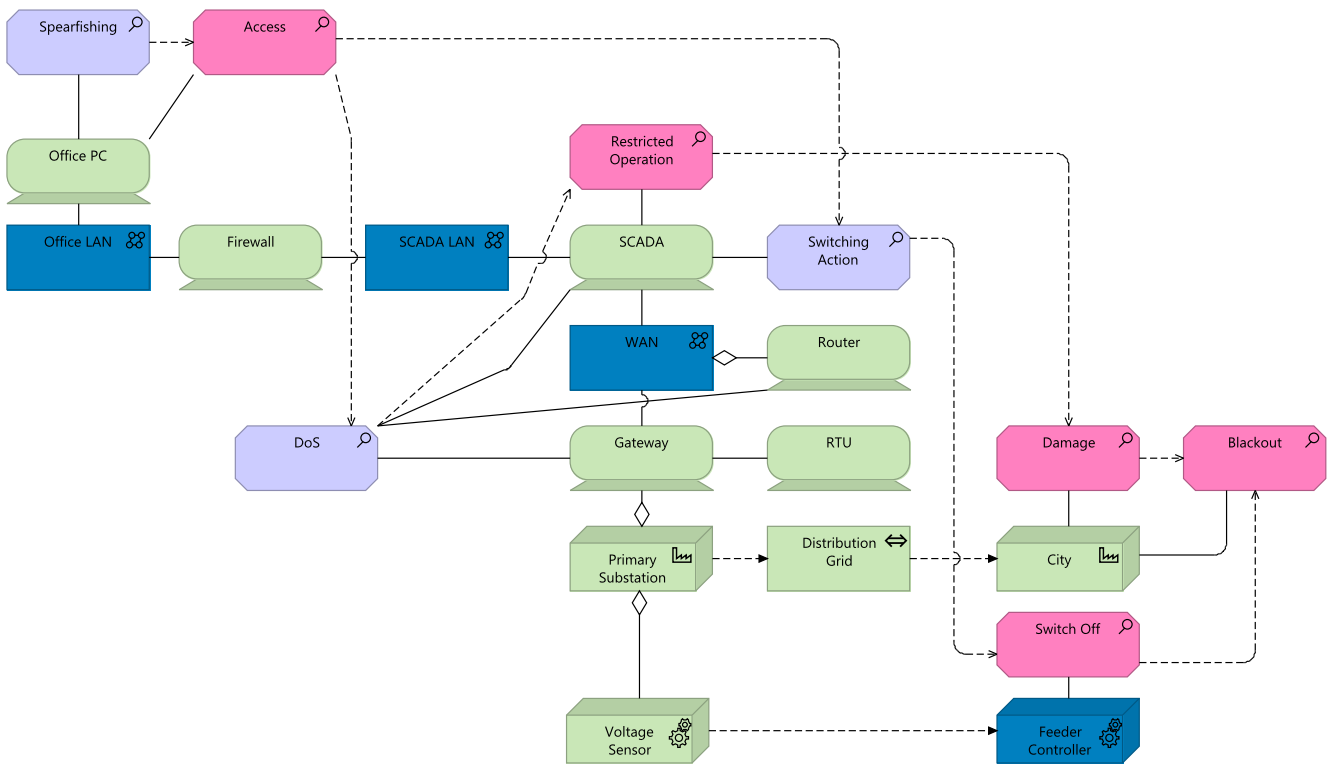 Spearfishing
Access
Restricted
Operation
Office PC
Office LAN
Firewall
SCADA LAN
SCADA
Switching
Action
WAN
Router
DoS
Gateway
RTU
Damage
Blackout
Primary
Substation
Distribution
Grid
City
Switch Off
Voltage
Sensor
Feeder
Controller